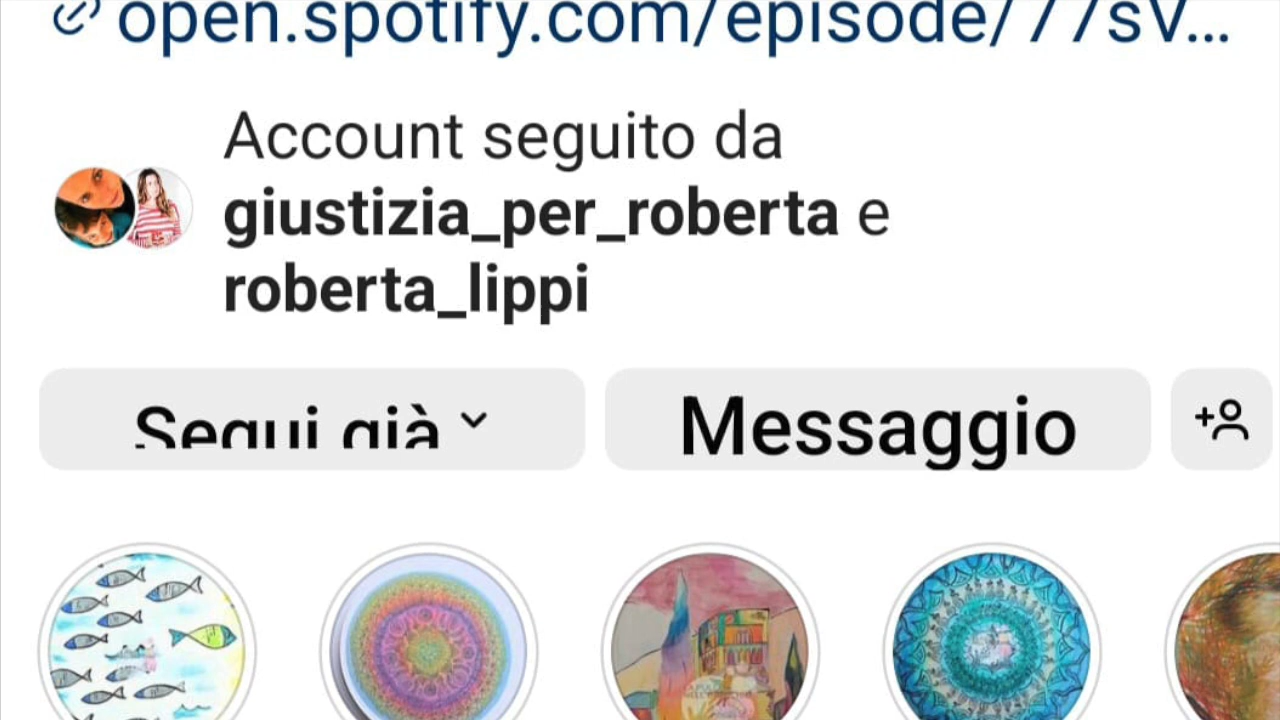 open.spotify.com/episode/77sV...
Account seguito da
giustizia_per_roberta e
roberta_lippi
Segui già
Messaggio